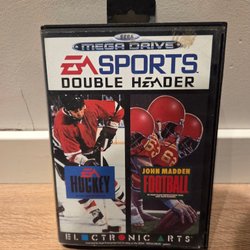 SEGA
MEGA DRIVE
EA SPORTS
DOUBLE HEADER
EA
HOCKEY
JOHN MADDEN
FOOTBALL
ELECTRONIC ARTS